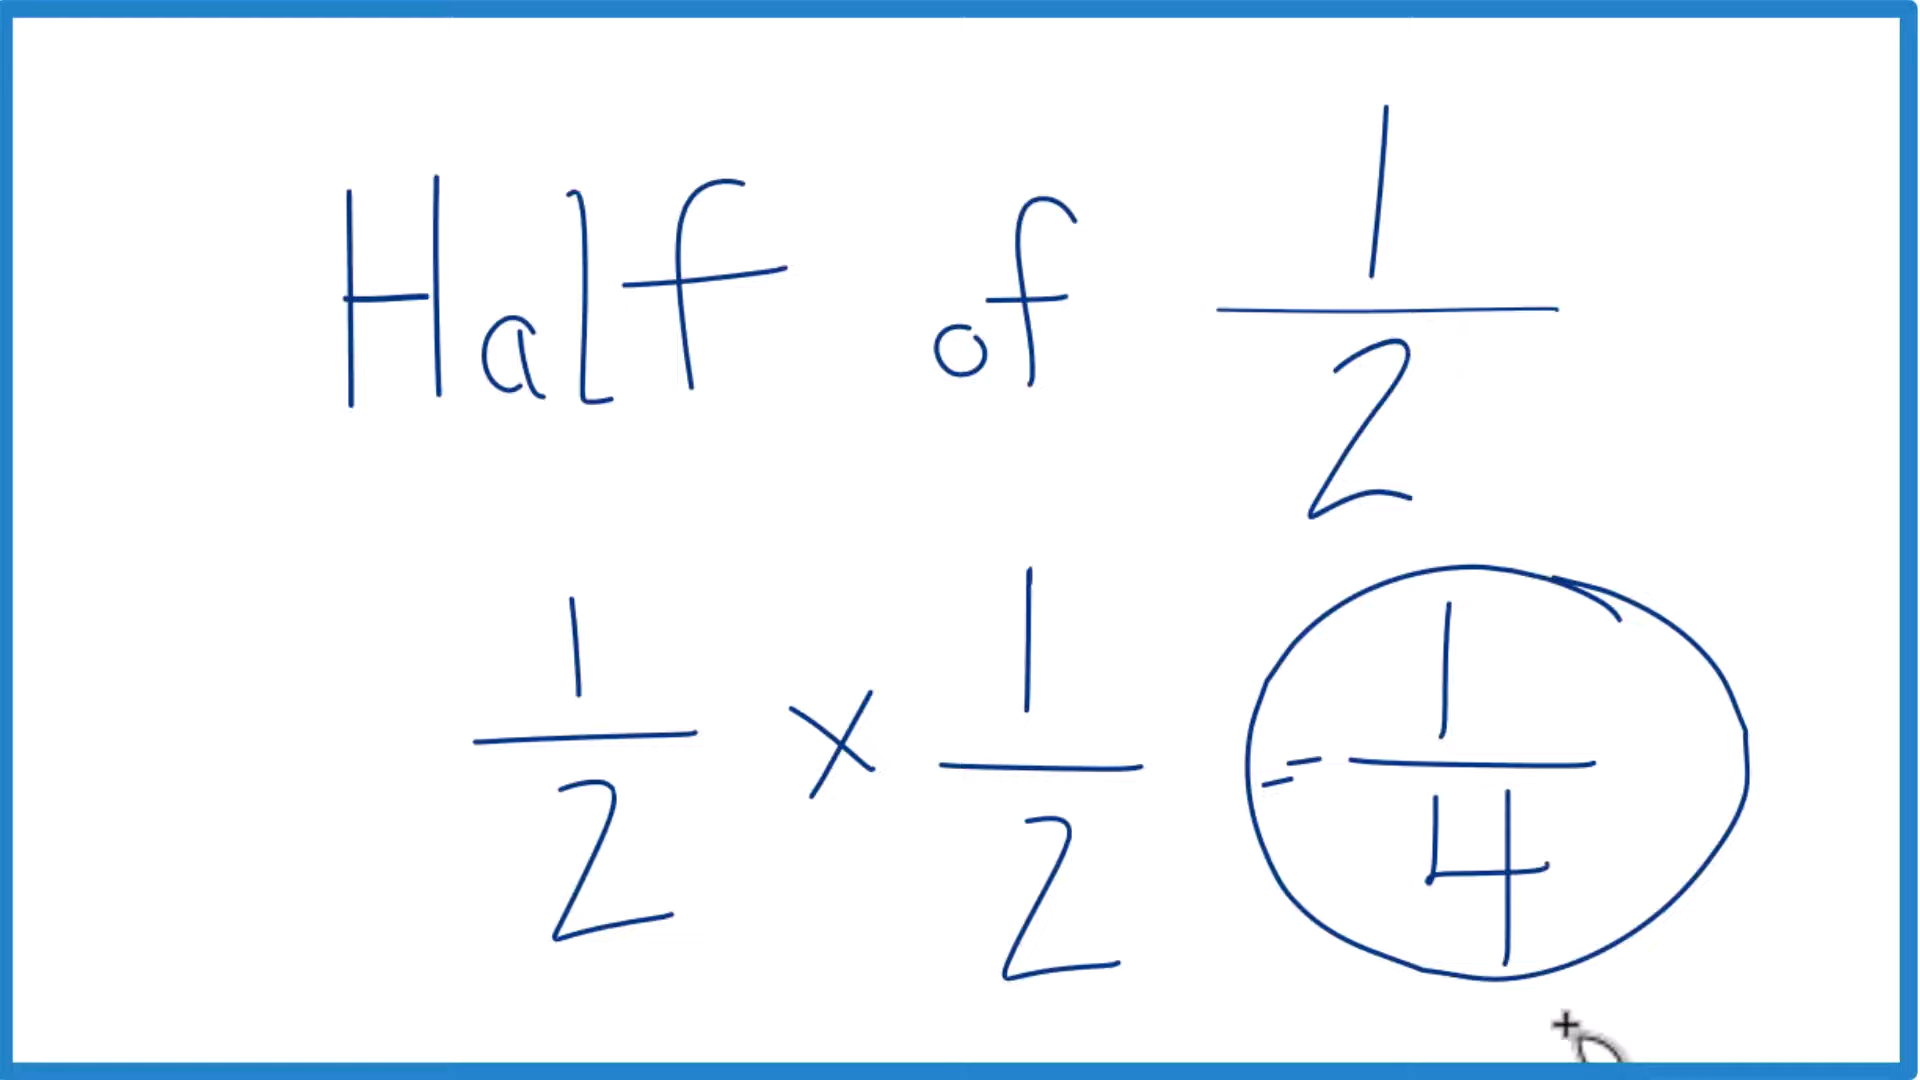 Half of 1/2
1/2 × 1/2 = 1/4